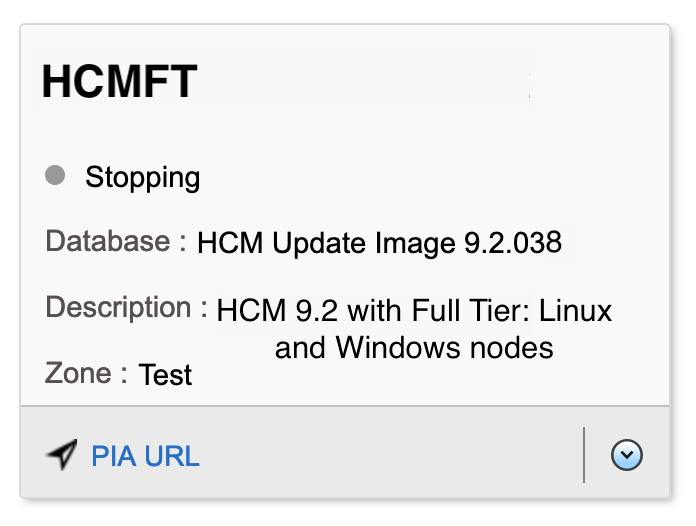 HCMFT
Stopping
Database : HCM Update Image 9.2.038
Description : HCM 9.2 with Full Tier: Linux
and Windows nodes
Zone : Test
PIA URL